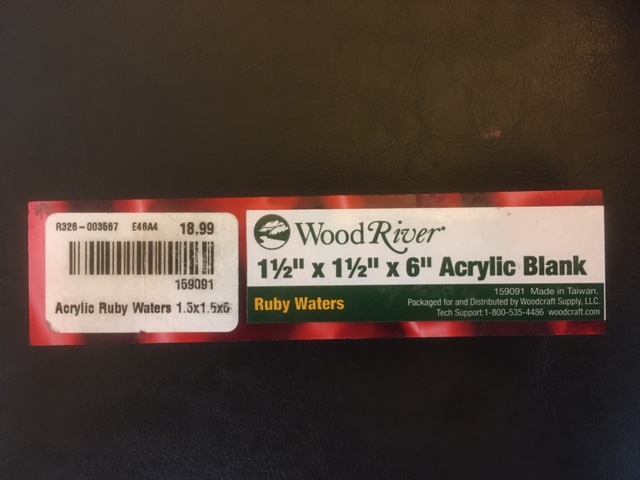 R326-003567 E46A4 18.99
159091
Acrylic Ruby Waters 1.5x1.5x6
WoodRiver
1½" x 1½" x 6" Acrylic Blank
159091 Made in Taiwan.
Ruby Waters
Packaged for and Distributed by Woodcraft Supply, LLC.
Tech Support:1-800-535-4486 woodcraft.com